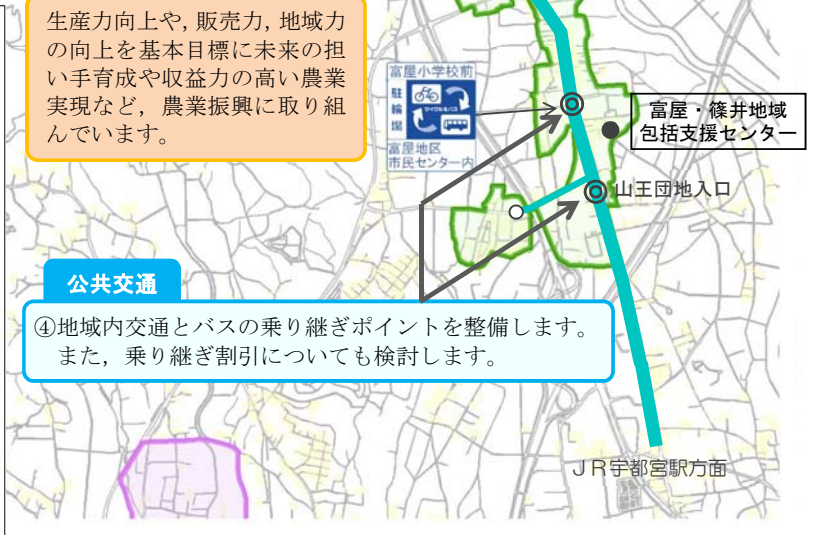 生産力向上や，販売力，地域力
の向上を基本目標に未来の担
い手育成や収益力の高い農業
実現など，農業振興に取り組
んでいます。
富屋小学校前
駐輪場
サイクル&バス
富屋地区
市民センター内
富屋・篠井地域
包括支援センター
山王団地入口
公共交通
④地域内交通とバスの乗り継ぎポイントを整備します。
また，乗り継ぎ割引についても検討します。
ＪＲ宇都宮駅方面